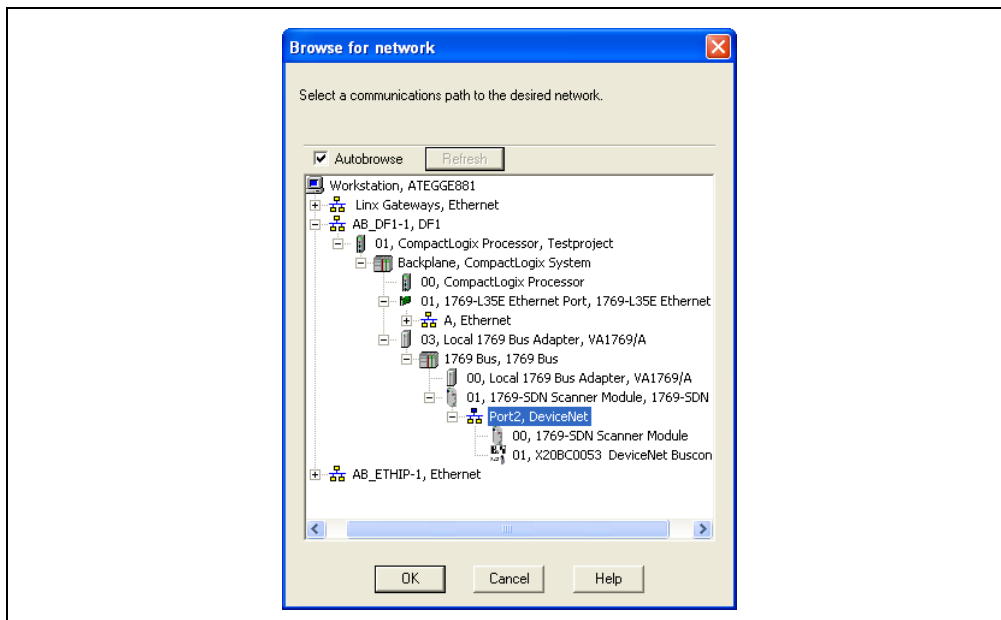 Browse for network
Select a communications path to the desired network.
Autobrowse Refresh
Workstation, ATEGGE881
Linx Gateways, Ethernet
AB_DF1-1, DF1
01, CompactLogix Processor, Testproject
Backplane, CompactLogix System
00, CompactLogix Processor
01, 1769-L35E Ethernet Port, 1769-L35E Ethernet
A, Ethernet
03, Local 1769 Bus Adapter, VA1769/A
1769 Bus, 1769 Bus
00, Local 1769 Bus Adapter, VA1769/A
01, 1769-SDN Scanner Module, 1769-SDN
Port2, DeviceNet
00, 1769-SDN Scanner Module
01, X20BC0053 DeviceNet Buscon
AB_ETHIP-1, Ethernet
OK Cancel Help